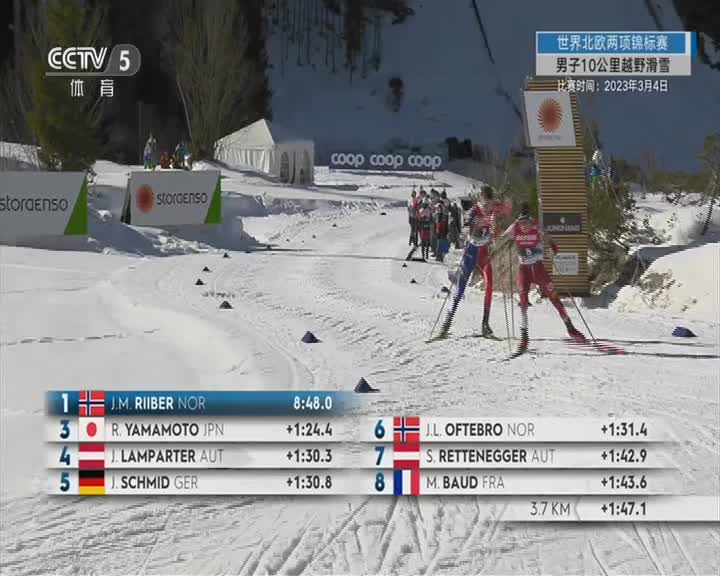 CCTV 5
体育
世界北欧两项锦标赛
男子10公里越野滑雪
比赛时间：2023年3月4日
coop coop coop
storaenso
storaenso
1 J.M. RIIBER NOR 8:48.0
3 R. YAMAMOTO JPN +1:24.4
4 J. LAMPARTER AUT +1:30.3
5 J. SCHMID GER +1:30.8
6 J.L. OFTEBRO NOR +1:31.4
7 S. RETTENEGGER AUT +1:42.9
8 M. BAUD FRA +1:43.6
3.7 KM +1:47.1